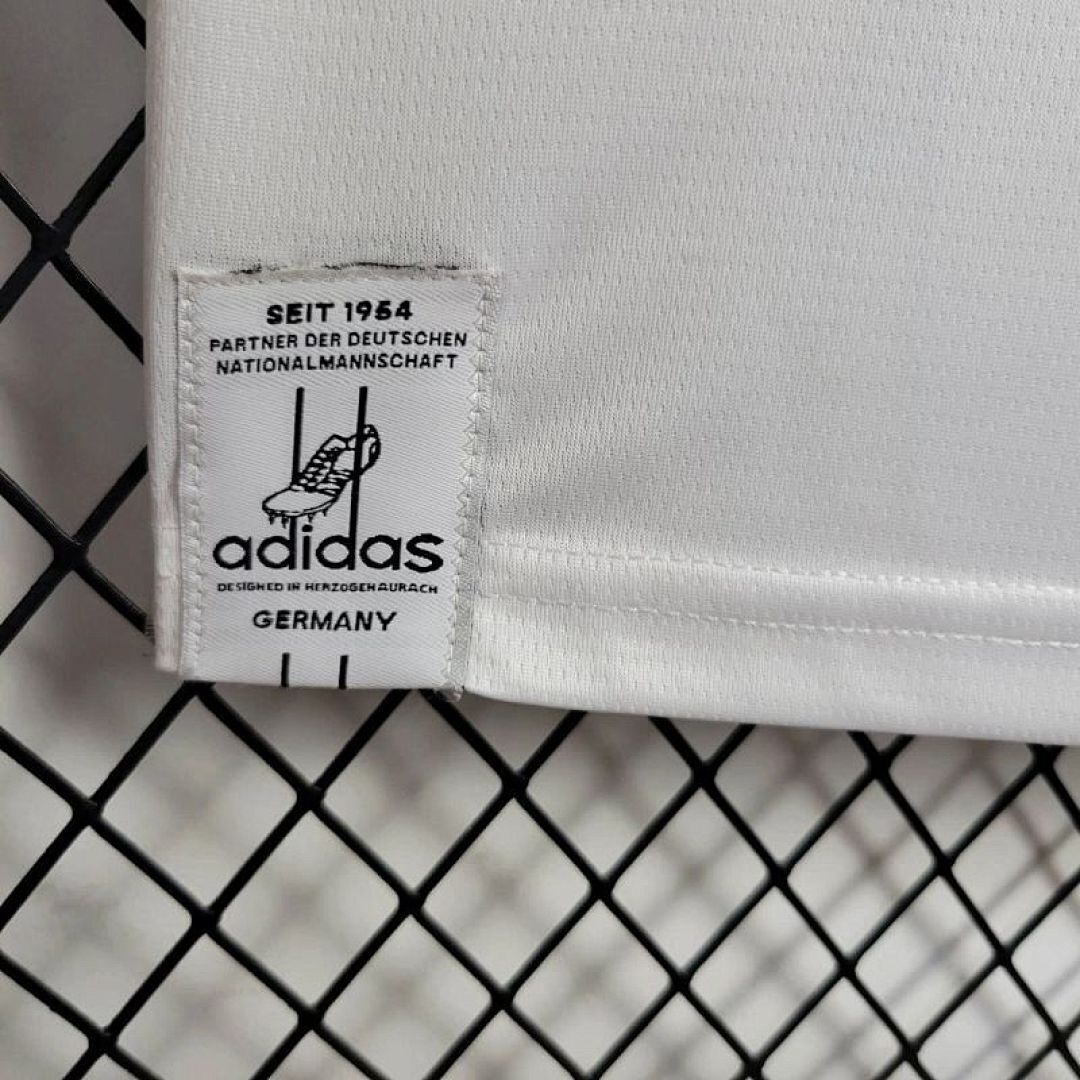 SEIT 1954
PARTNER DER DEUTSCHEN
NATIONALMANNSCHAFT
adidas
DESIGNED IN HERZOGENAURACH
GERMANY